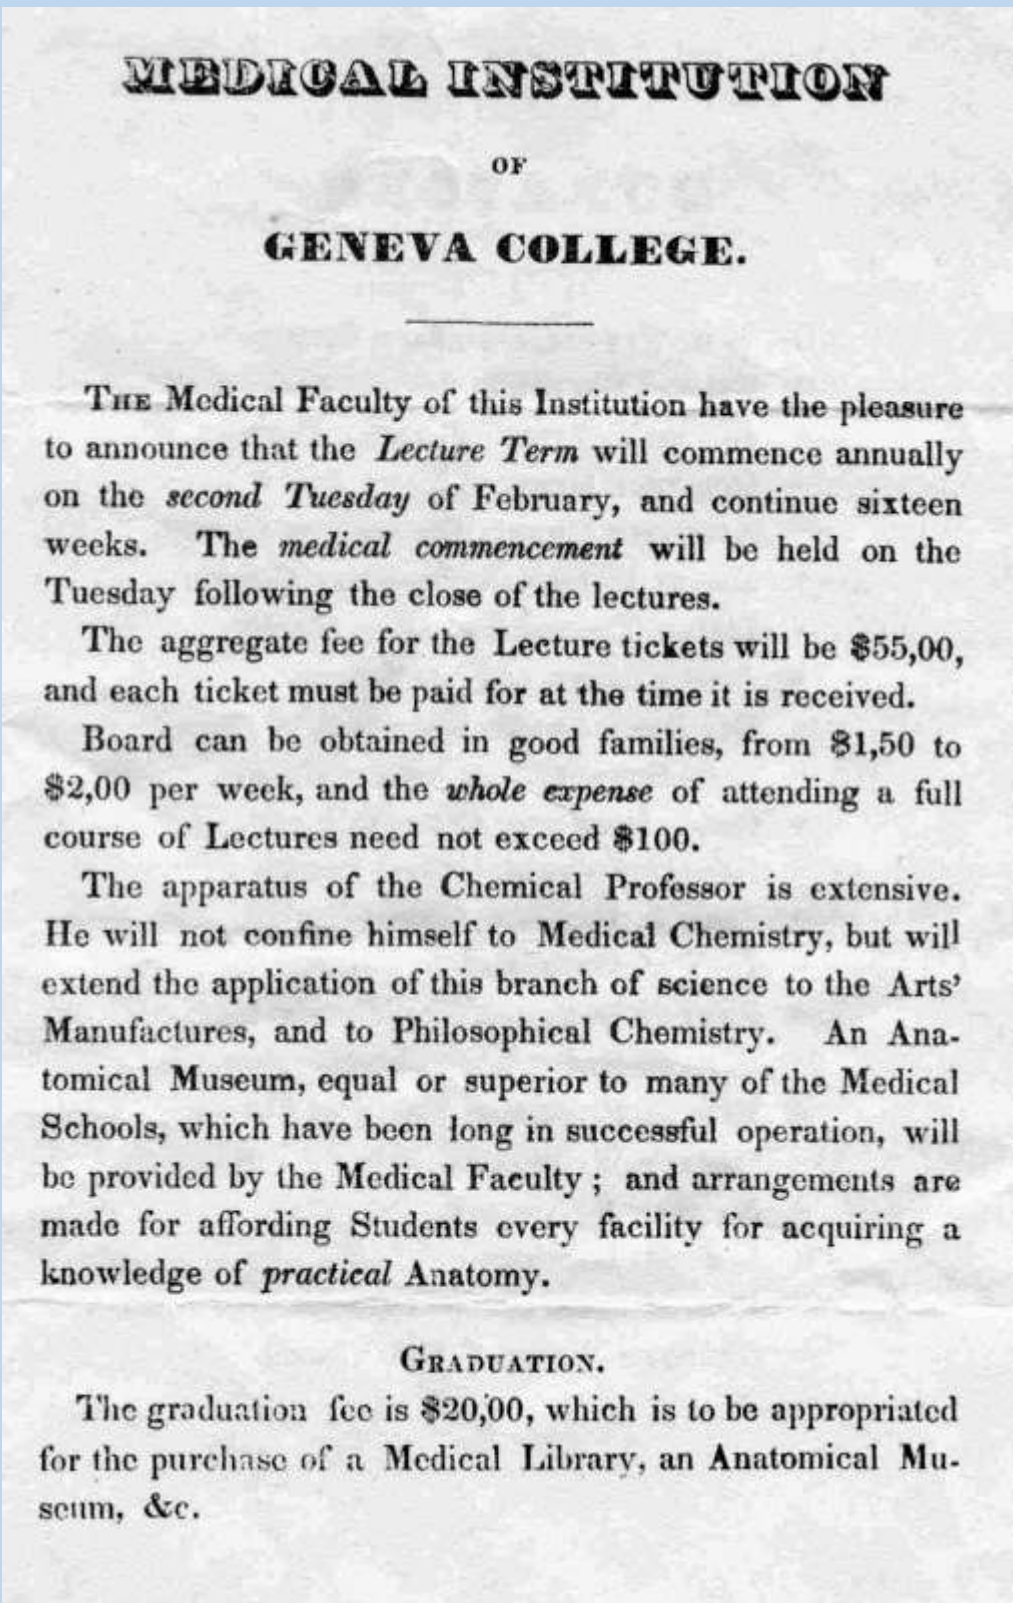 MEDICAL INSTITUTION
OF
GENEVA COLLEGE.
THE Medical Faculty of this Institution have the pleasure
to announce that the Lecture Term will commence annually
on the second Tuesday of February, and continue sixteen
weeks. The medical commencement will be held on the
Tuesday following the close of the lectures.
The aggregate fee for the Lecture tickets will be $55,00,
and each ticket must be paid for at the time it is received.
Board can be obtained in good families, from $1,50 to
$2,00 per week, and the whole expense of attending a full
course of Lectures need not exceed $100.
The apparatus of the Chemical Professor is extensive.
He will not confine himself to Medical Chemistry, but will
extend the application of this branch of science to the Arts'
Manufactures, and to Philosophical Chemistry. An Ana-
tomical Museum, equal or superior to many of the Medical
Schools, which have been long in successful operation, will
be provided by the Medical Faculty; and arrangements are
made for affording Students every facility for acquiring a
knowledge of practical Anatomy.
GRADUATION.
The graduation fee is $20,00, which is to be appropriated
for the purchase of a Medical Library, an Anatomical Mu-
seum, &c.